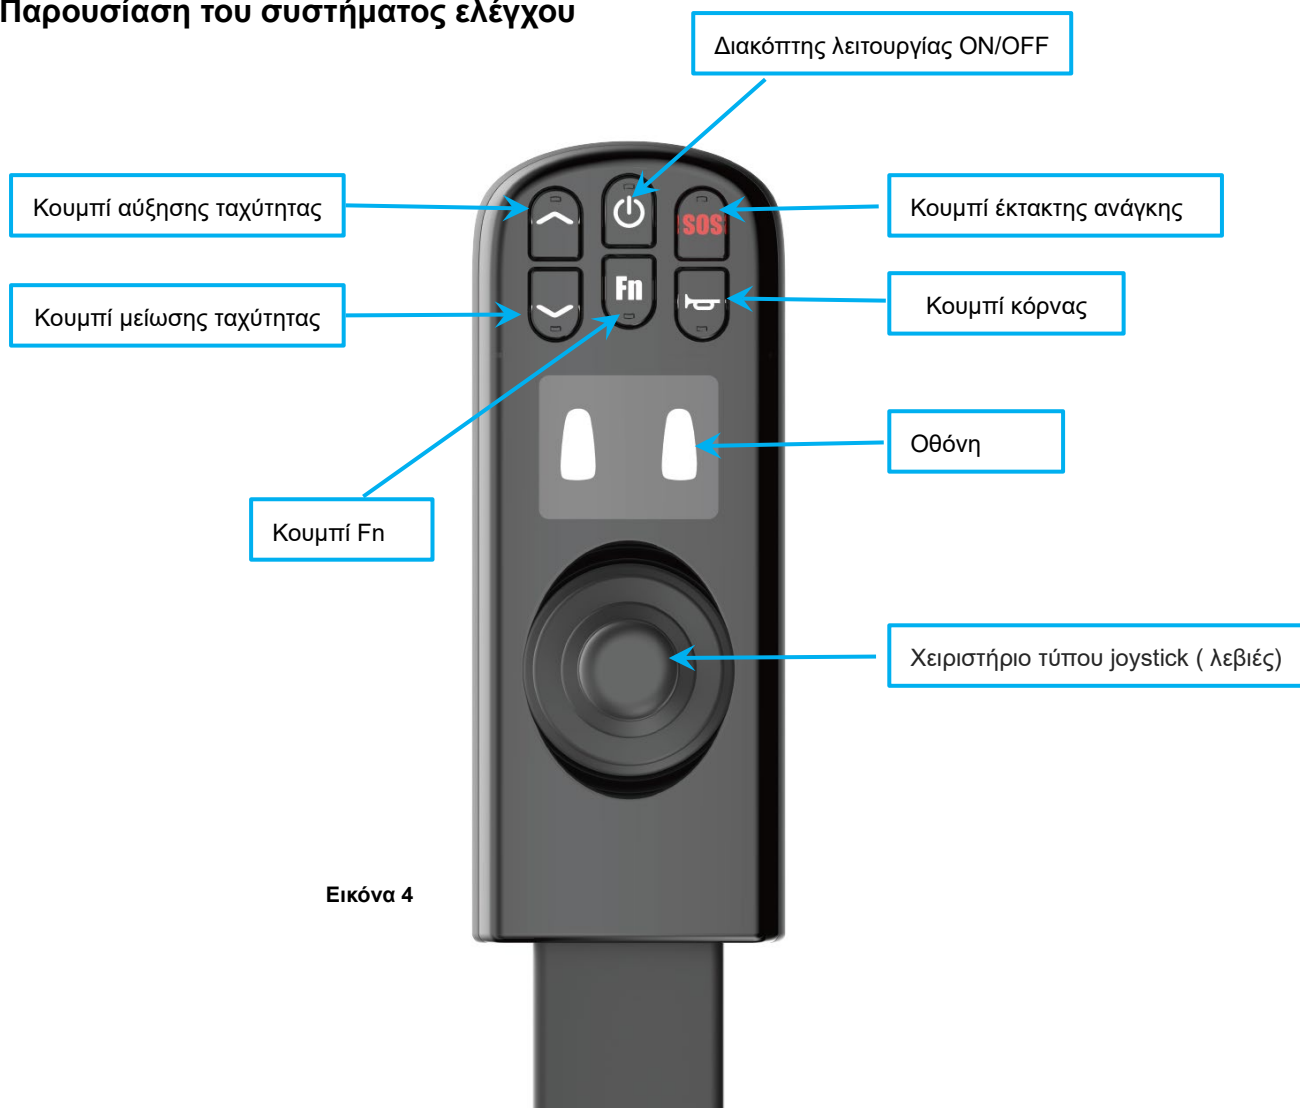 Παρουσίαση του συστήματος ελέγχου
Διακόπτης λειτουργίας ON/OFF
Κουμπί αύξησης ταχύτητας
Κουμπί έκτακτης ανάγκης
SOS
Fn
Κουμπί μείωσης ταχύτητας
Κουμπί κόρνας
Οθόνη
Κουμπί Fn
Χειριστήριο τύπου joystick ( λεβιές)
Εικόνα 4